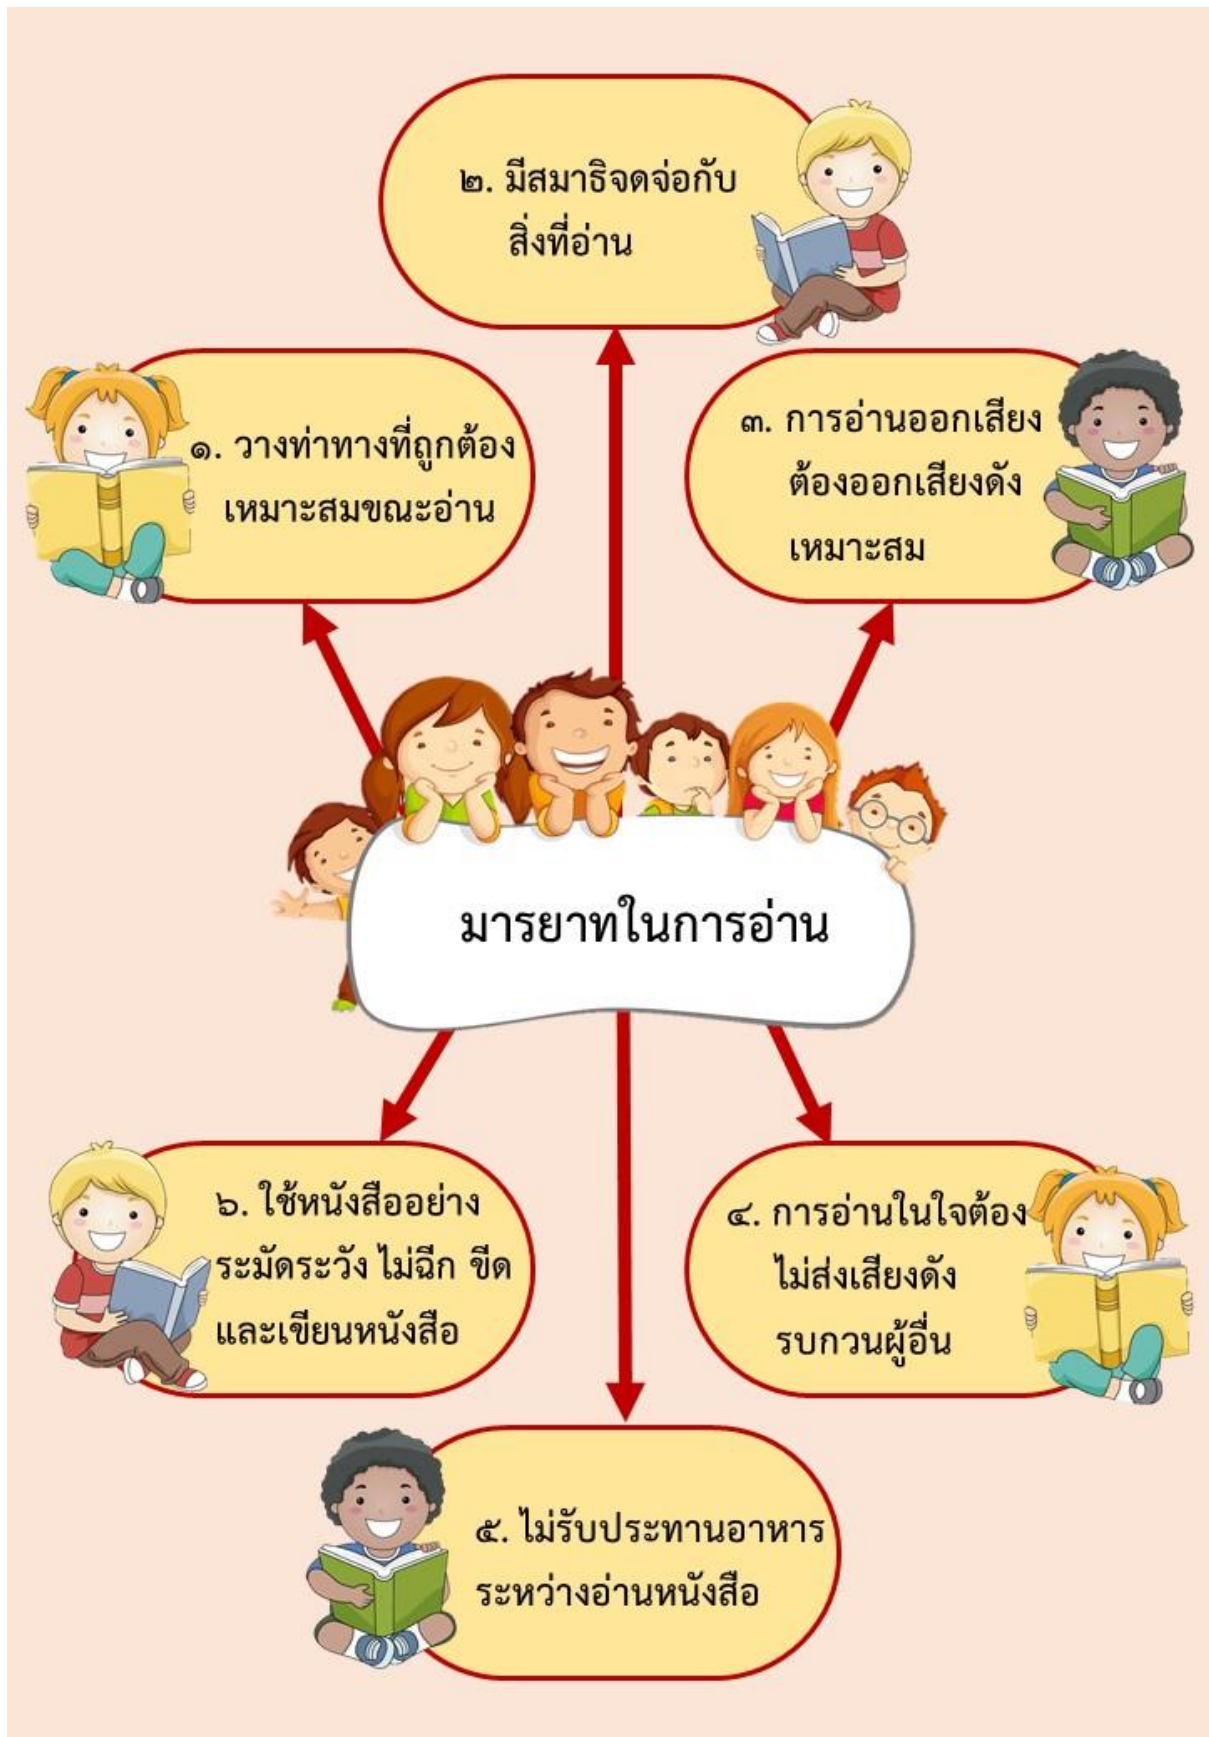 ๒. มีสมาธิจดจ่อกับ
สิ่งที่อ่าน
๑. วางท่าทางที่ถูกต้อง
เหมาะสมขณะอ่าน
๓. การอ่านออกเสียง
ต้องออกเสียงดัง
เหมาะสม
มารยาทในการอ่าน
๖. ใช้หนังสืออย่าง
ระมัดระวัง ไม่ฉีก ขีด
และเขียนหนังสือ
๔. การอ่านในใจต้อง
ไม่ส่งเสียงดัง
รบกวนผู้อื่น
๕. ไม่รับประทานอาหาร
ระหว่างอ่านหนังสือ